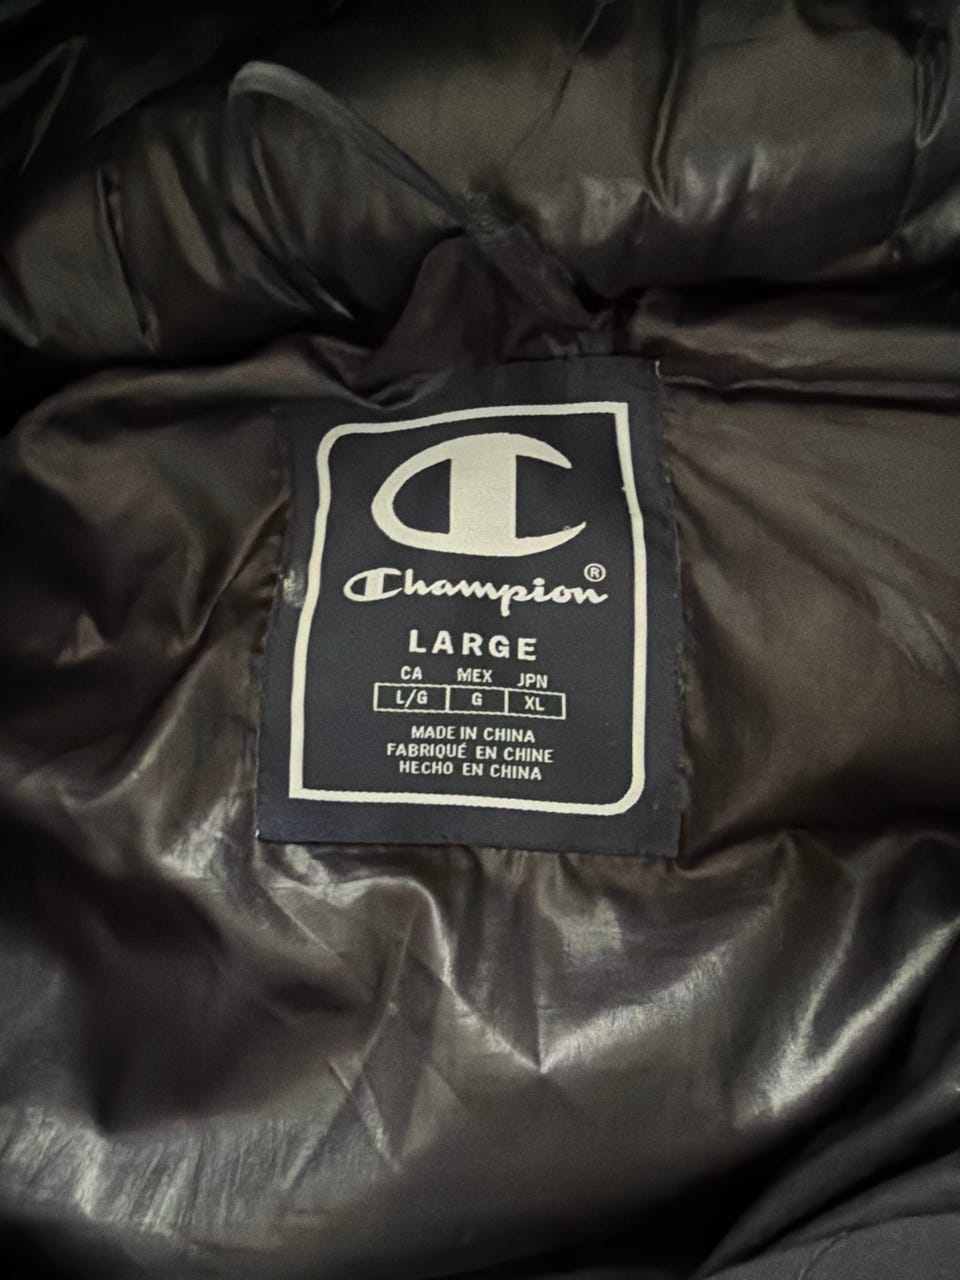 Champion®
LARGE
CA MEX JPN
L/G G XL
MADE IN CHINA
FABRIQUÉ EN CHINE
HECHO EN CHINA